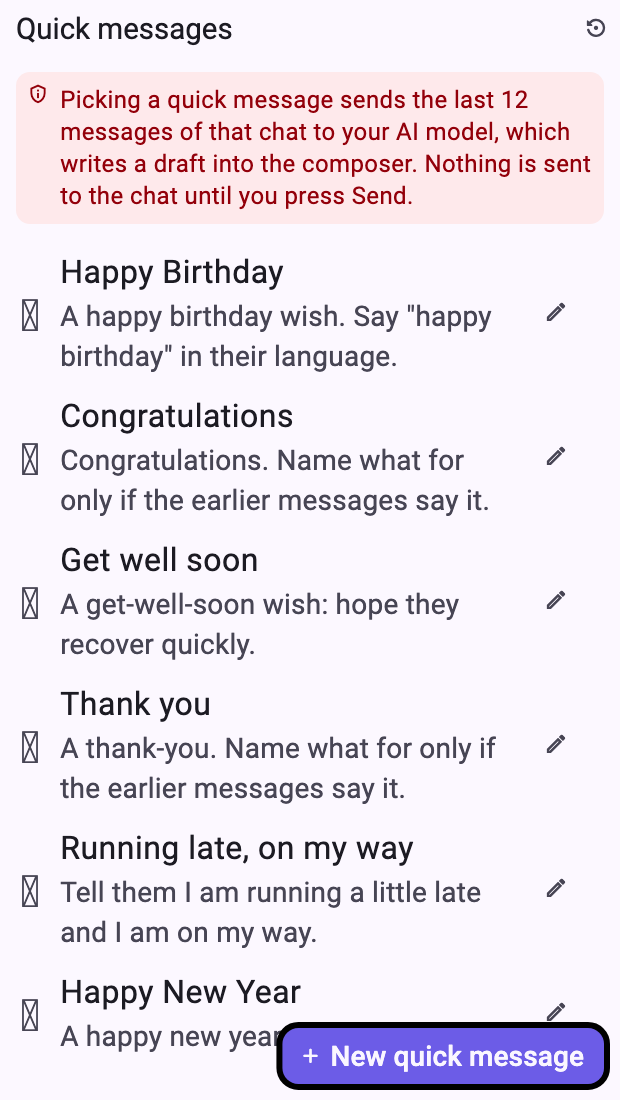 Quick messages
Picking a quick message sends the last 12
messages of that chat to your AI model, which
writes a draft into the composer. Nothing is sent
to the chat until you press Send.
Happy Birthday
A happy birthday wish. Say "happy
birthday" in their language.
Congratulations
Congratulations. Name what for
only if the earlier messages say it.
Get well soon
A get-well-soon wish: hope they
recover quickly.
Thank you
A thank-you. Name what for only if
the earlier messages say it.
Running late, on my way
Tell them I am running a little late
and I am on my way.
Happy New Year
A happy new year
+ New quick message